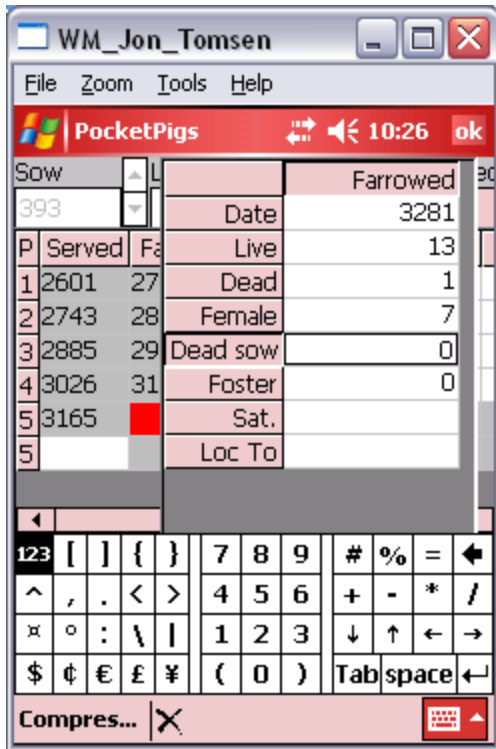 WM_Jon_Tomsen
File Zoom Tools Help
PocketPigs 10:26 ok
Sow L
393
Farrowed
Date 3281
Live 13
Dead 1
Female 7
Dead sow 0
Foster 0
Sat.
Loc To
P Served Fa
1 2601 27
2 2743 28
3 2885 29
4 3026 31
5 3165
5
123 [ ] { } 7 8 9 # % = 🡄
^ , . < > 4 5 6 + - * /
¤ ° : \ | 1 2 3 ↓ ↑ ← →
$ ¢ € £ ¥ ( 0 ) Tab space ↵
Compres...